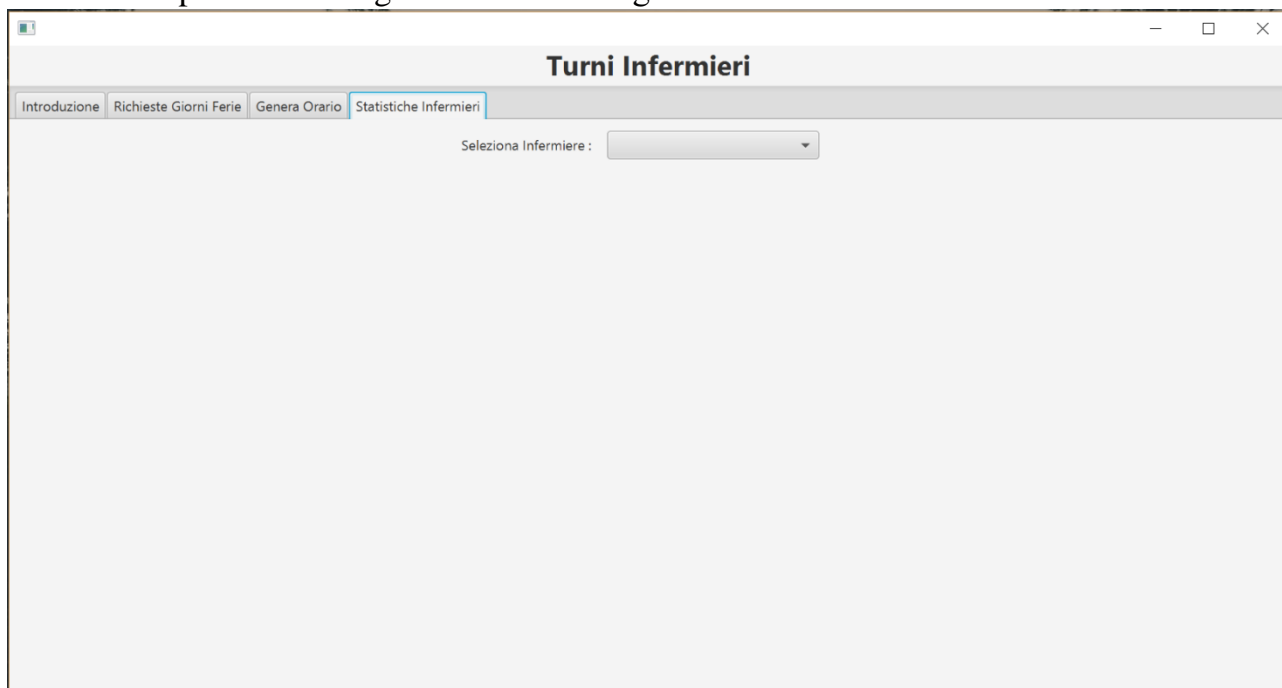 Turni Infermieri
Introduzione Richieste Giorni Ferie Genera Orario Statistiche Infermieri
Seleziona Infermiere :